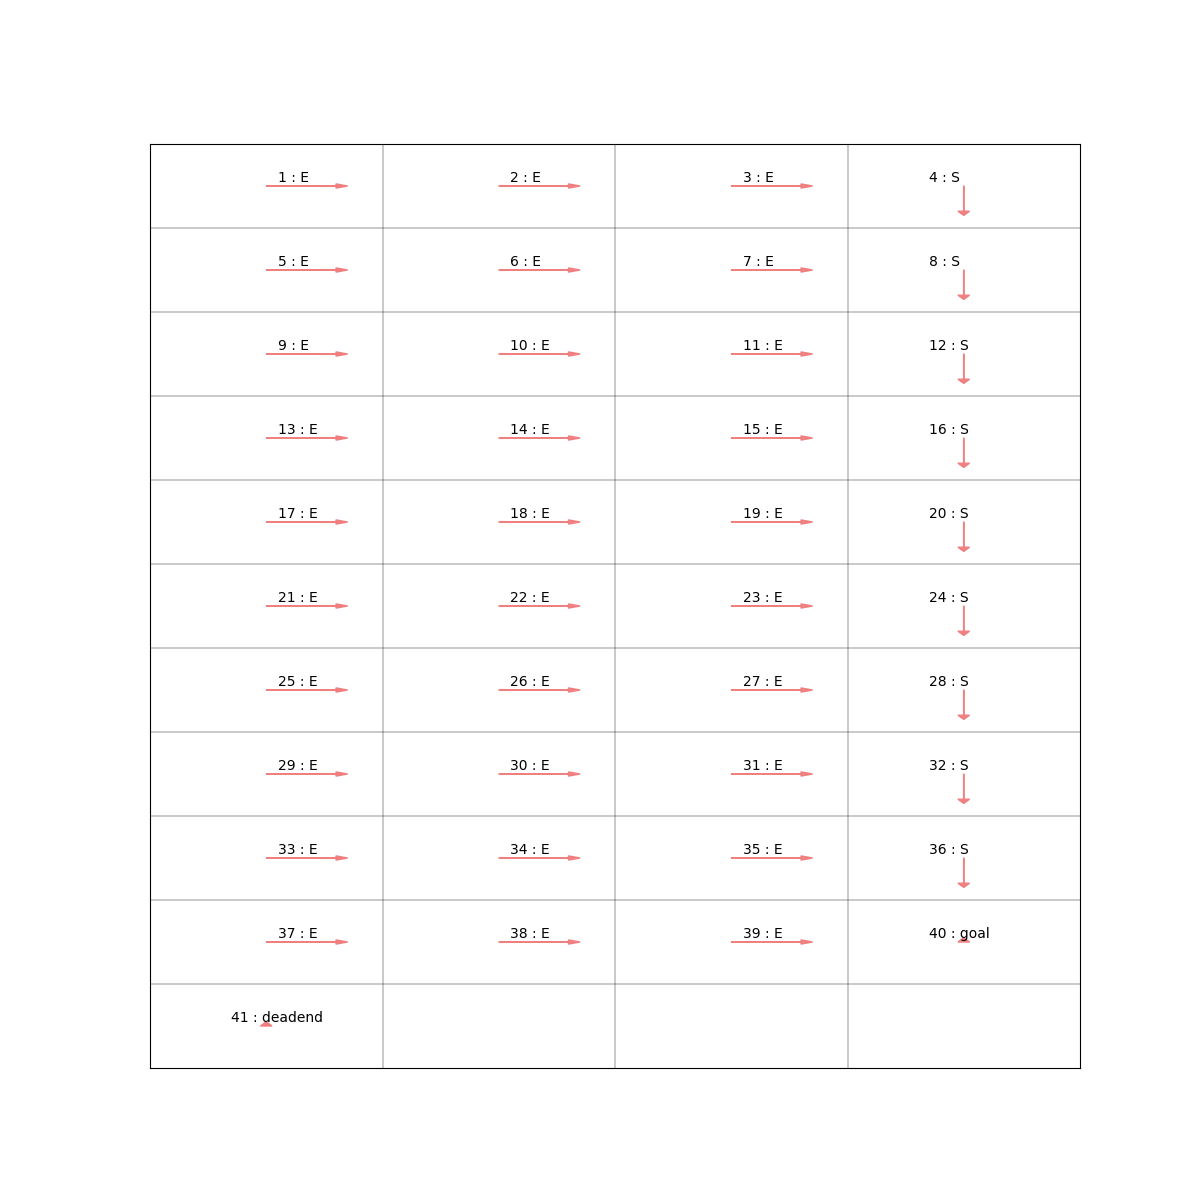 1 : E 2 : E 3 : E 4 : S
5 : E 6 : E 7 : E 8 : S
9 : E 10 : E 11 : E 12 : S
13 : E 14 : E 15 : E 16 : S
17 : E 18 : E 19 : E 20 : S
21 : E 22 : E 23 : E 24 : S
25 : E 26 : E 27 : E 28 : S
29 : E 30 : E 31 : E 32 : S
33 : E 34 : E 35 : E 36 : S
37 : E 38 : E 39 : E 40 : goal
41 : deadend